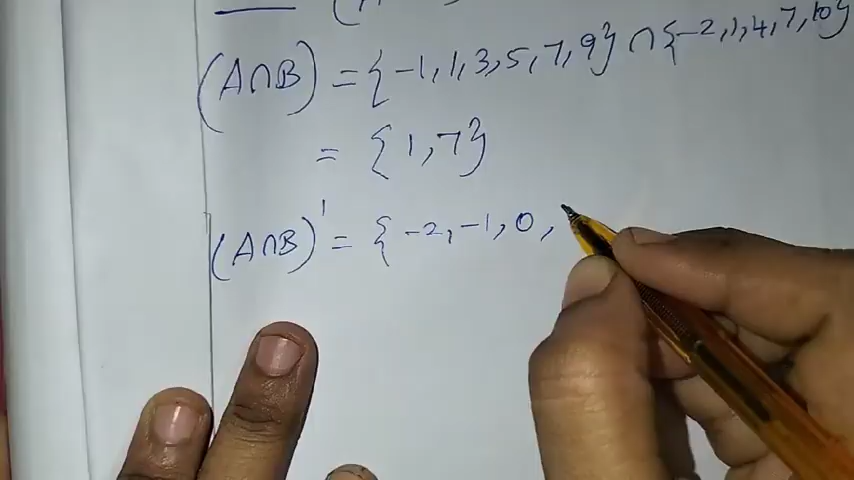 (A∩B) = {-1,1,3,5,7,9} ∩ {-2,1,4,7,10}
= {1,7}
(A∩B)' = {-2,-1,0,